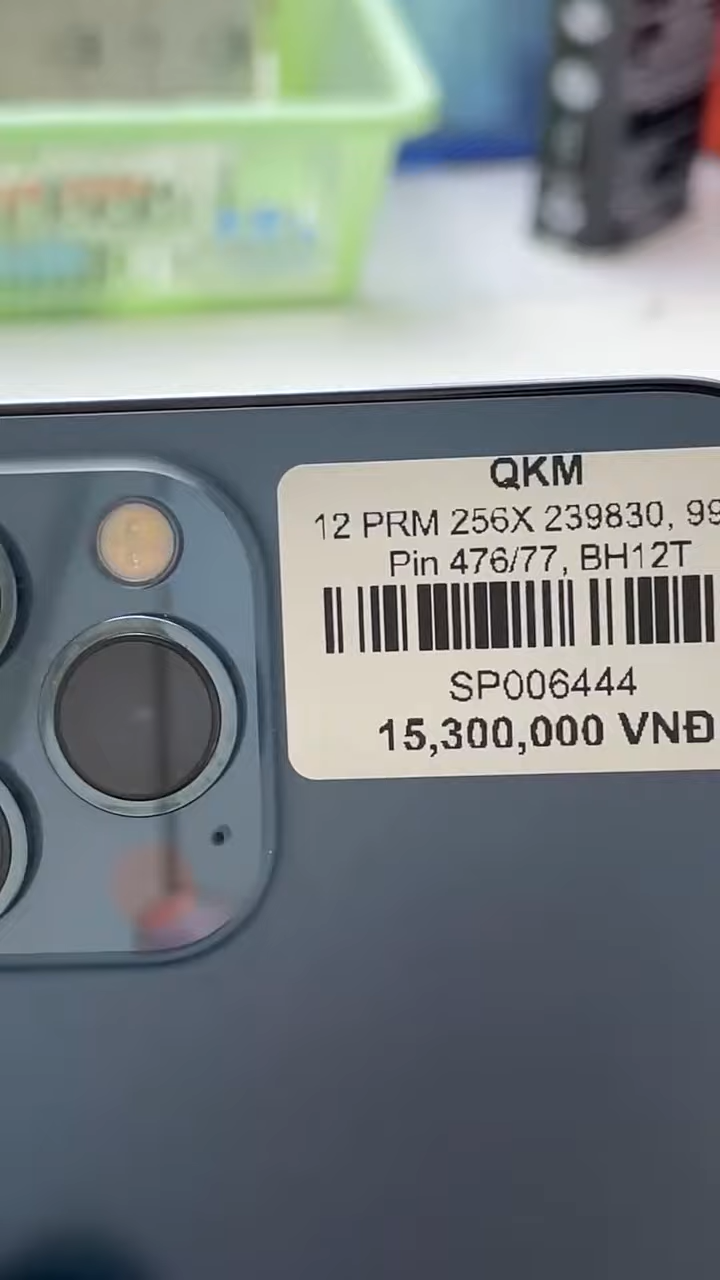 QKM
12 PRM 256X 239830, 99
Pin 476/77, BH12T
SP006444
15,300,000 VNĐ